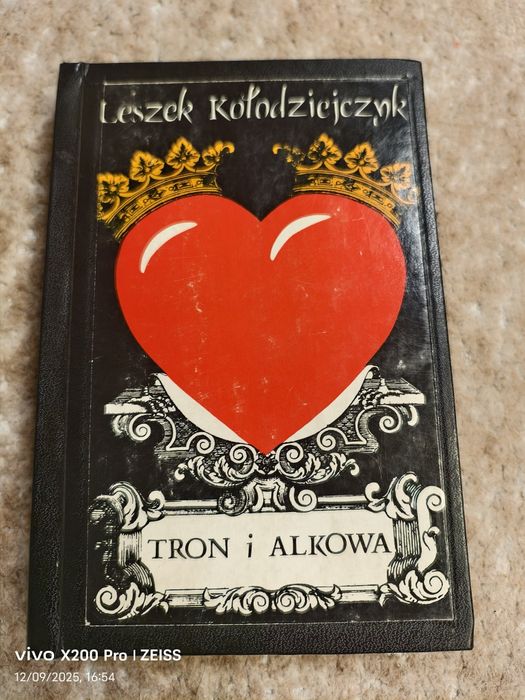 Leszek Kołodziejczyk
TRON i ALKOWA
vivo X200 Pro | ZEISS
12/09/2025, 16:54